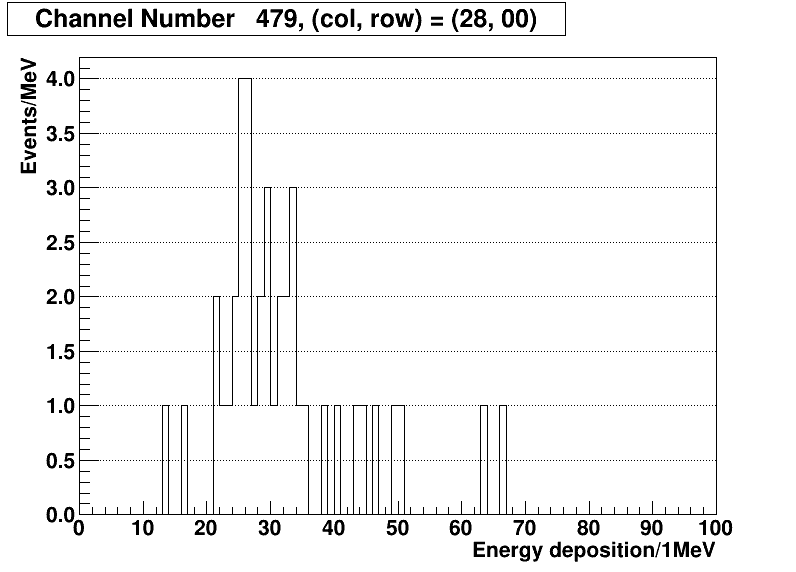 Channel Number 479, (col, row) = (28, 00)
Events/MeV
4.0
3.5
3.0
2.5
2.0
1.5
1.0
0.5
0.0
0 10 20 30 40 50 60 70 80 90 100
Energy deposition/1MeV